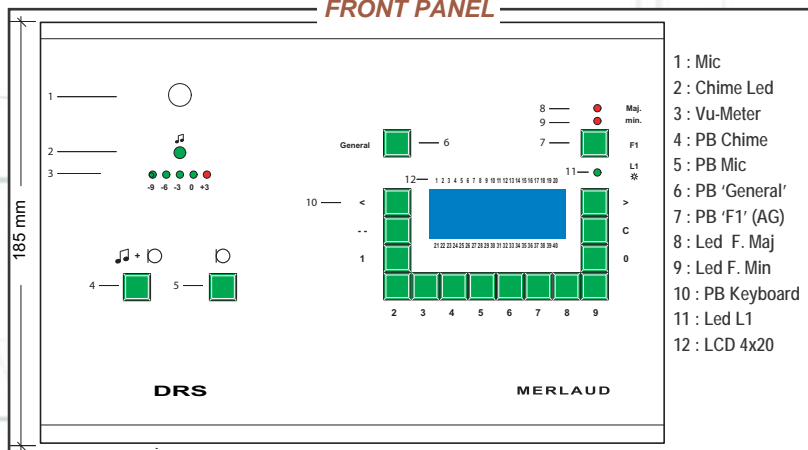 FRONT PANEL
185 mm
1
2
3
-9 -6 -3 0 +3
+
4
5
General
6
8
9
7
Maj.
min.
F1
11
L1
12
1 2 3 4 5 6 7 8 9 10 11 12 13 14 15 16 17 18 19 20
10
<
- -
1
>
C
0
21 22 23 24 25 26 27 28 29 30 31 32 33 34 35 36 37 38 39 40
2 3 4 5 6 7 8 9
DRS
MERLAUD
1 : Mic
2 : Chime Led
3 : Vu-Meter
4 : PB Chime
5 : PB Mic
6 : PB 'General'
7 : PB ‘F1’ (AG)
8 : Led F. Maj
9 : Led F. Min
10 : PB Keyboard
11 : Led L1
12 : LCD 4x20